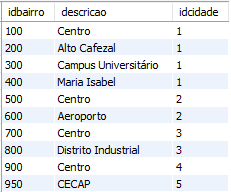 idbairro descricao idcidade
100 Centro 1
200 Alto Cafezal 1
300 Campus Universitário 1
400 Maria Isabel 1
500 Centro 2
600 Aeroporto 2
700 Centro 3
800 Distrito Industrial 3
900 Centro 4
950 CECAP 5